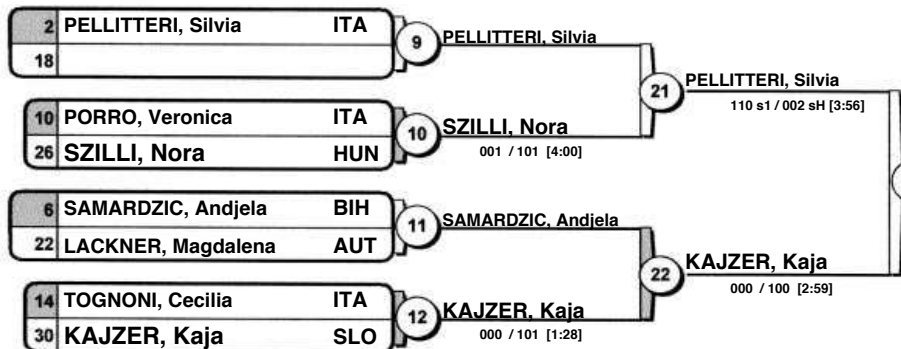 2 PELLITTERI, Silvia ITA
18
9
PELLITTERI, Silvia
10 PORRO, Veronica ITA
26 SZILLI, Nora HUN
10
SZILLI, Nora
001 / 101 [4:00]
21
PELLITTERI, Silvia
110 s1 / 002 sH [3:56]
6 SAMARDZIC, Andjela BIH
22 LACKNER, Magdalena AUT
11
SAMARDZIC, Andjela
14 TOGNONI, Cecilia ITA
30 KAJZER, Kaja SLO
12
KAJZER, Kaja
000 / 101 [1:28]
22
KAJZER, Kaja
000 / 100 [2:59]